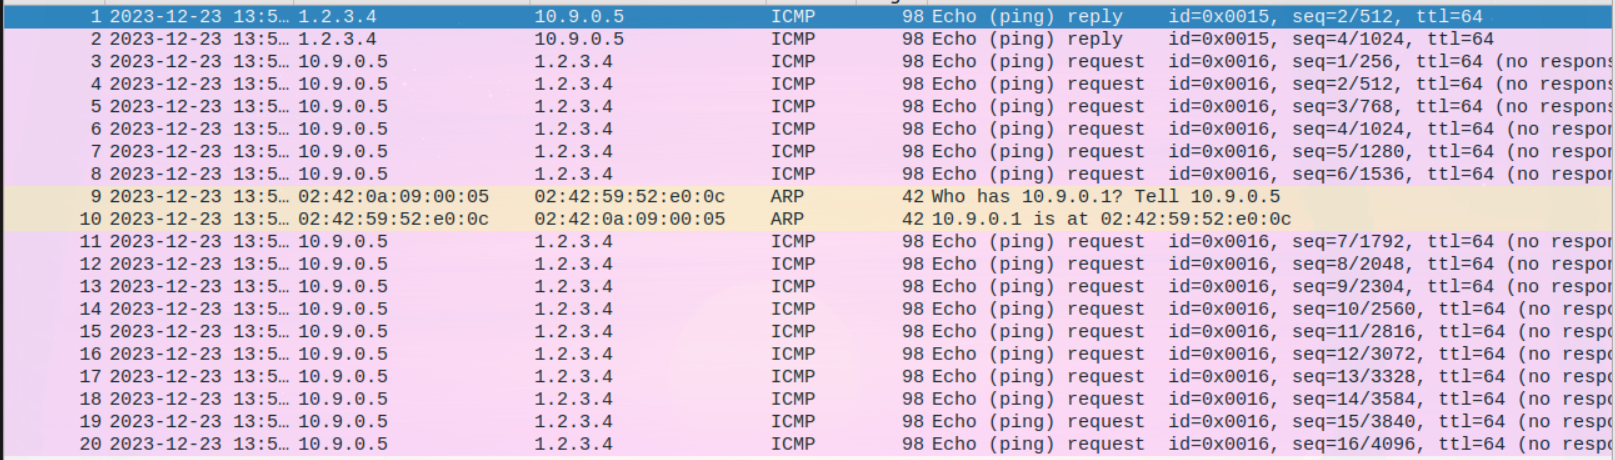 1 2023-12-23 13:5… 1.2.3.4 10.9.0.5 ICMP 98 Echo (ping) reply id=0x0015, seq=2/512, ttl=64
2 2023-12-23 13:5… 1.2.3.4 10.9.0.5 ICMP 98 Echo (ping) reply id=0x0015, seq=4/1024, ttl=64
3 2023-12-23 13:5… 10.9.0.5 1.2.3.4 ICMP 98 Echo (ping) request id=0x0016, seq=1/256, ttl=64 (no respons
4 2023-12-23 13:5… 10.9.0.5 1.2.3.4 ICMP 98 Echo (ping) request id=0x0016, seq=2/512, ttl=64 (no respons
5 2023-12-23 13:5… 10.9.0.5 1.2.3.4 ICMP 98 Echo (ping) request id=0x0016, seq=3/768, ttl=64 (no respons
6 2023-12-23 13:5… 10.9.0.5 1.2.3.4 ICMP 98 Echo (ping) request id=0x0016, seq=4/1024, ttl=64 (no respon
7 2023-12-23 13:5… 10.9.0.5 1.2.3.4 ICMP 98 Echo (ping) request id=0x0016, seq=5/1280, ttl=64 (no respon
8 2023-12-23 13:5… 10.9.0.5 1.2.3.4 ICMP 98 Echo (ping) request id=0x0016, seq=6/1536, ttl=64 (no respon
9 2023-12-23 13:5… 02:42:0a:09:00:05 02:42:59:52:e0:0c ARP 42 Who has 10.9.0.1? Tell 10.9.0.5
10 2023-12-23 13:5… 02:42:59:52:e0:0c 02:42:0a:09:00:05 ARP 42 10.9.0.1 is at 02:42:59:52:e0:0c
11 2023-12-23 13:5… 10.9.0.5 1.2.3.4 ICMP 98 Echo (ping) request id=0x0016, seq=7/1792, ttl=64 (no respon
12 2023-12-23 13:5… 10.9.0.5 1.2.3.4 ICMP 98 Echo (ping) request id=0x0016, seq=8/2048, ttl=64 (no respon
13 2023-12-23 13:5… 10.9.0.5 1.2.3.4 ICMP 98 Echo (ping) request id=0x0016, seq=9/2304, ttl=64 (no respon
14 2023-12-23 13:5… 10.9.0.5 1.2.3.4 ICMP 98 Echo (ping) request id=0x0016, seq=10/2560, ttl=64 (no respo
15 2023-12-23 13:5… 10.9.0.5 1.2.3.4 ICMP 98 Echo (ping) request id=0x0016, seq=11/2816, ttl=64 (no respo
16 2023-12-23 13:5… 10.9.0.5 1.2.3.4 ICMP 98 Echo (ping) request id=0x0016, seq=12/3072, ttl=64 (no respo
17 2023-12-23 13:5… 10.9.0.5 1.2.3.4 ICMP 98 Echo (ping) request id=0x0016, seq=13/3328, ttl=64 (no respo
18 2023-12-23 13:5… 10.9.0.5 1.2.3.4 ICMP 98 Echo (ping) request id=0x0016, seq=14/3584, ttl=64 (no respo
19 2023-12-23 13:5… 10.9.0.5 1.2.3.4 ICMP 98 Echo (ping) request id=0x0016, seq=15/3840, ttl=64 (no respo
20 2023-12-23 13:5… 10.9.0.5 1.2.3.4 ICMP 98 Echo (ping) request id=0x0016, seq=16/4096, ttl=64 (no respo